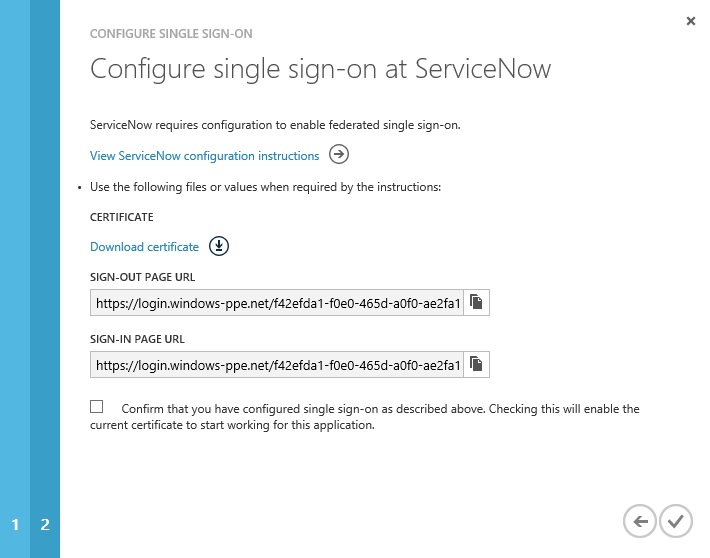 CONFIGURE SINGLE SIGN-ON
Configure single sign-on at ServiceNow
ServiceNow requires configuration to enable federated single sign-on.
View ServiceNow configuration instructions
• Use the following files or values when required by the instructions:
CERTIFICATE
Download certificate
SIGN-OUT PAGE URL
https://login.windows-ppe.net/f42efda1-f0e0-465d-a0f0-ae2fa1
SIGN-IN PAGE URL
https://login.windows-ppe.net/f42efda1-f0e0-465d-a0f0-ae2fa1
Confirm that you have configured single sign-on as described above. Checking this will enable the
current certificate to start working for this application.
1 2